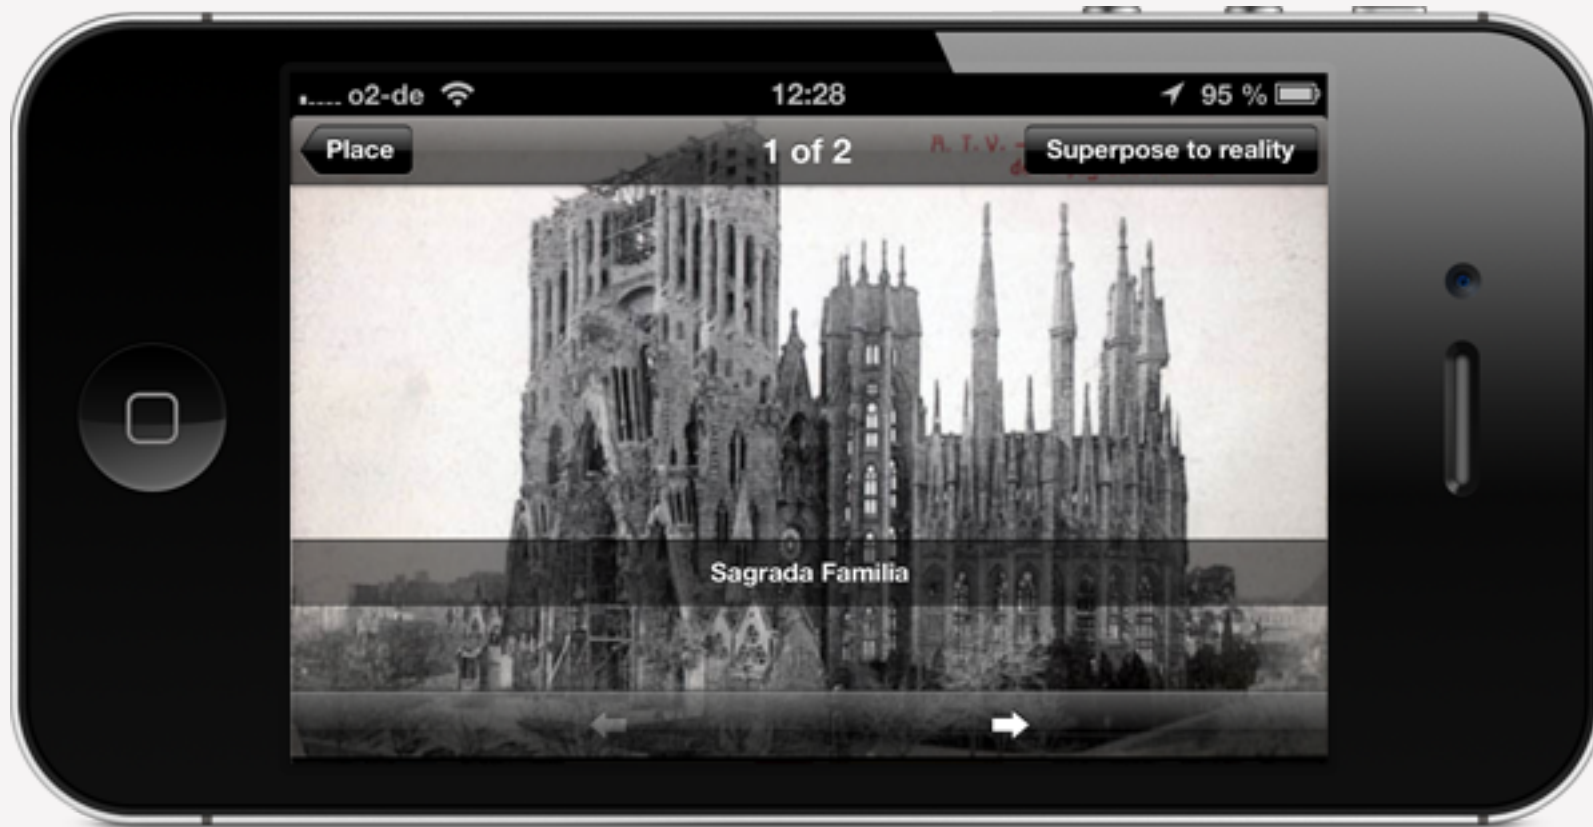 o2-de 12:28 95 %
Place 1 of 2 A. T. V. - Superpose to reality
Sagrada Familia